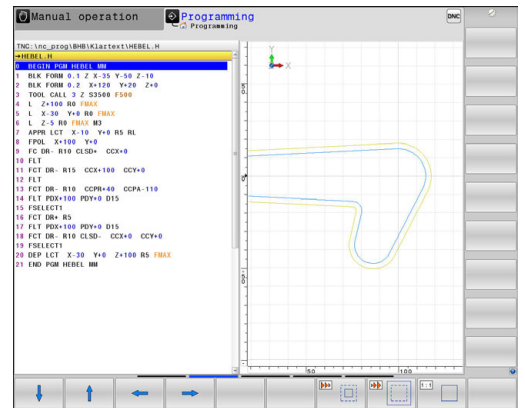 Manual operation
Programming
Programming
DNC
TNC:\nc_prog\BHB\Klartext\HEBEL.H
→HEBEL.H
0 BEGIN PGM HEBEL MM
1 BLK FORM 0.1 Z X-35 Y-50 Z-10
2 BLK FORM 0.2 X+120 Y+20 Z+0
3 TOOL CALL 3 Z S3500 F500
4 L Z+100 R0 FMAX
5 L X-30 Y+0 R0 FMAX
6 L Z-5 R0 FMAX M3
7 APPR LCT X-10 Y+0 R5 RL
8 FPOL X+100 Y+0
9 FC DR- R10 CLSD+ CCX+0
10 FLT
11 FCT DR- R15 CCX+100 CCY+0
12 FLT
13 FCT DR- R10 CCPR+40 CCPA-110
14 FLT PDX+100 PDY+0 D15
15 FSELECT1
16 FCT DR+ R5
17 FLT PDX+100 PDY+0 D15
18 FCT DR- R10 CLSD- CCX+0 CCY+0
19 FSELECT1
20 DEP LCT X-30 Y+0 Z+100 R5 FMAX
21 END PGM HEBEL MM
Y
X
50
0
50
50
100
1:1